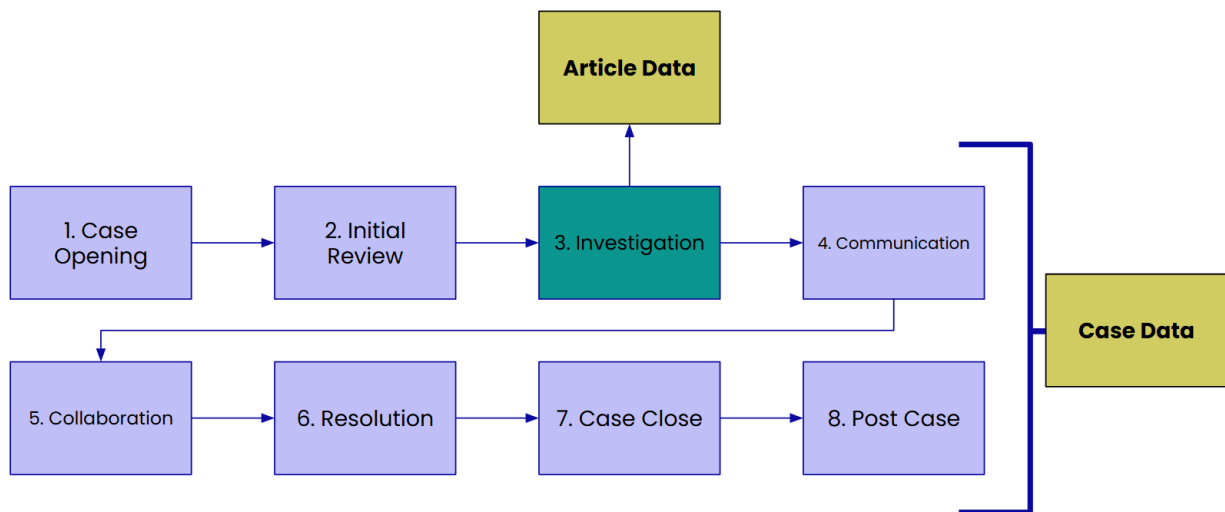 Article Data
1. Case
Opening
2. Initial
Review
3. Investigation
4. Communication
Case Data
5. Collaboration
6. Resolution
7. Case Close
8. Post Case